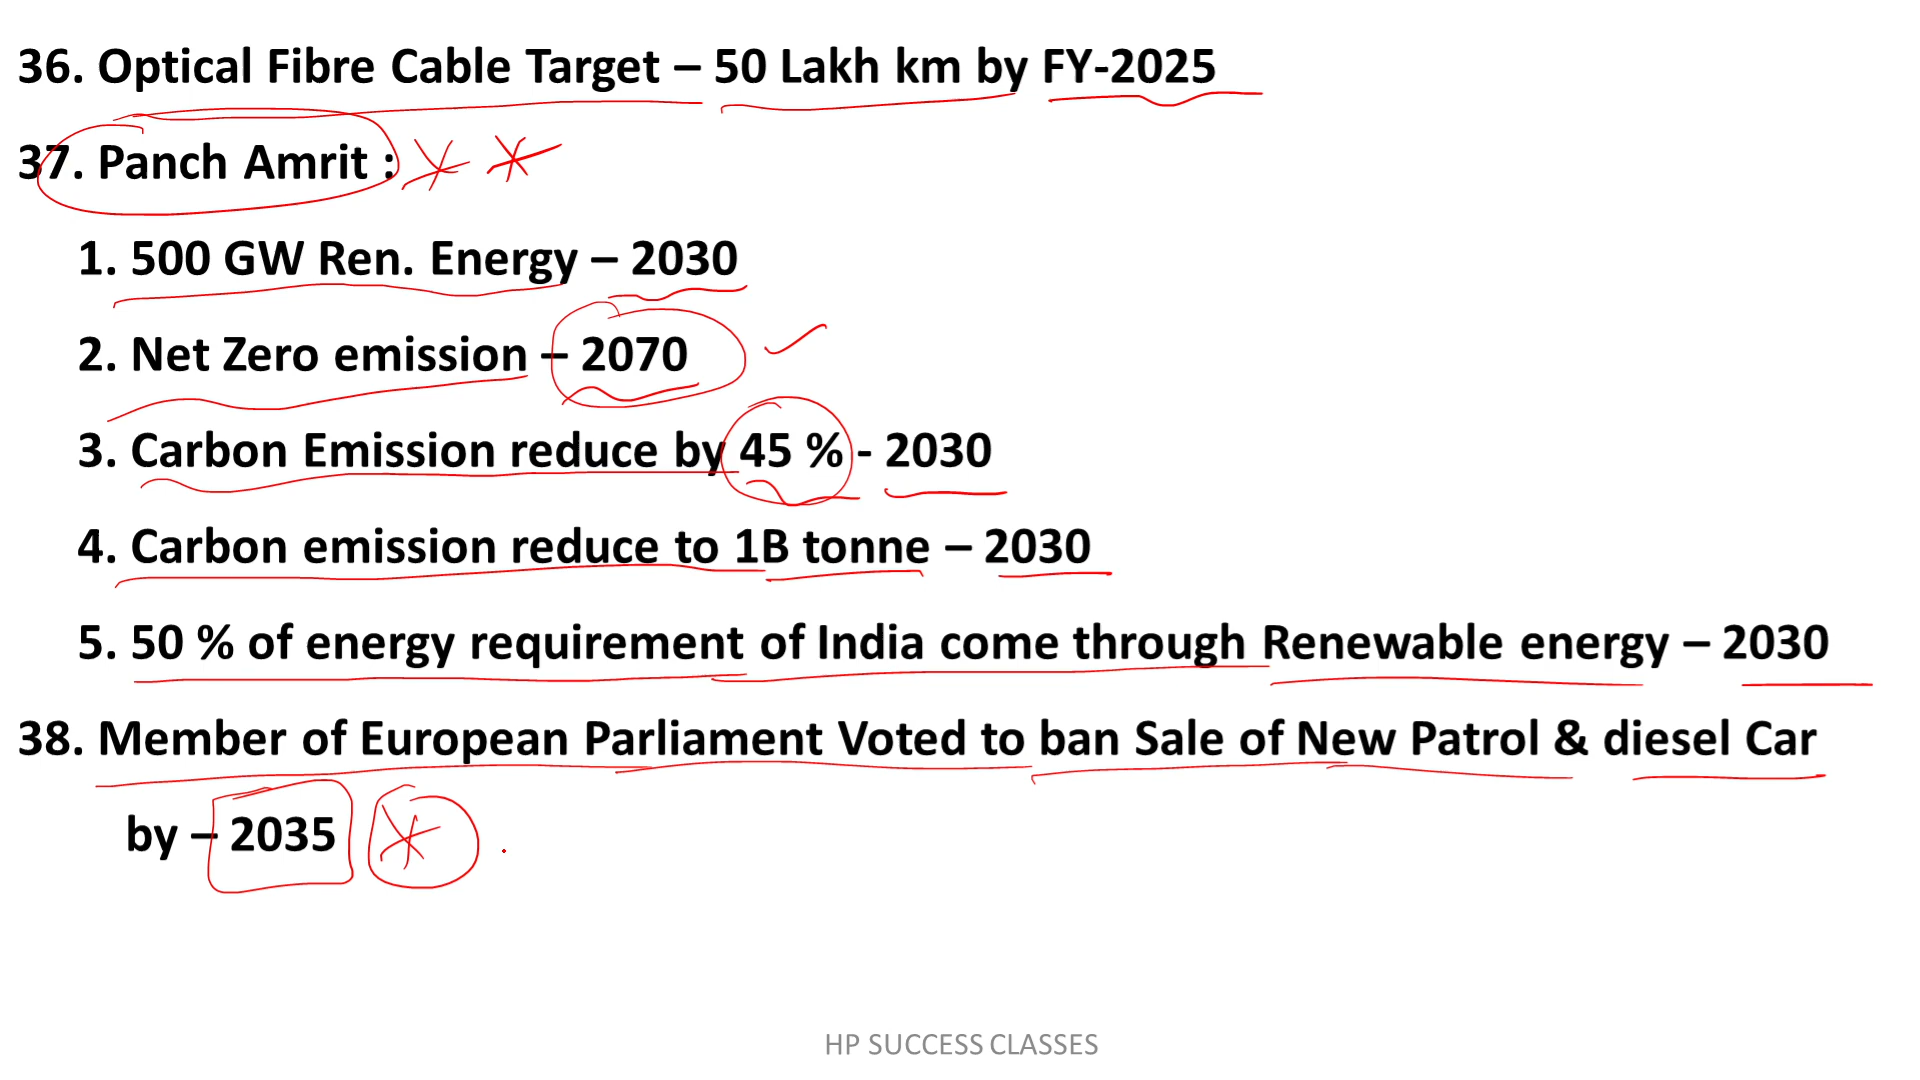 36. Optical Fibre Cable Target – 50 Lakh km by FY-2025
37. Panch Amrit :
1. 500 GW Ren. Energy – 2030
2. Net Zero emission – 2070
3. Carbon Emission reduce by 45 % - 2030
4. Carbon emission reduce to 1B tonne – 2030
5. 50 % of energy requirement of India come through Renewable energy – 2030
38. Member of European Parliament Voted to ban Sale of New Patrol & diesel Car
by – 2035
HP SUCCESS CLASSES